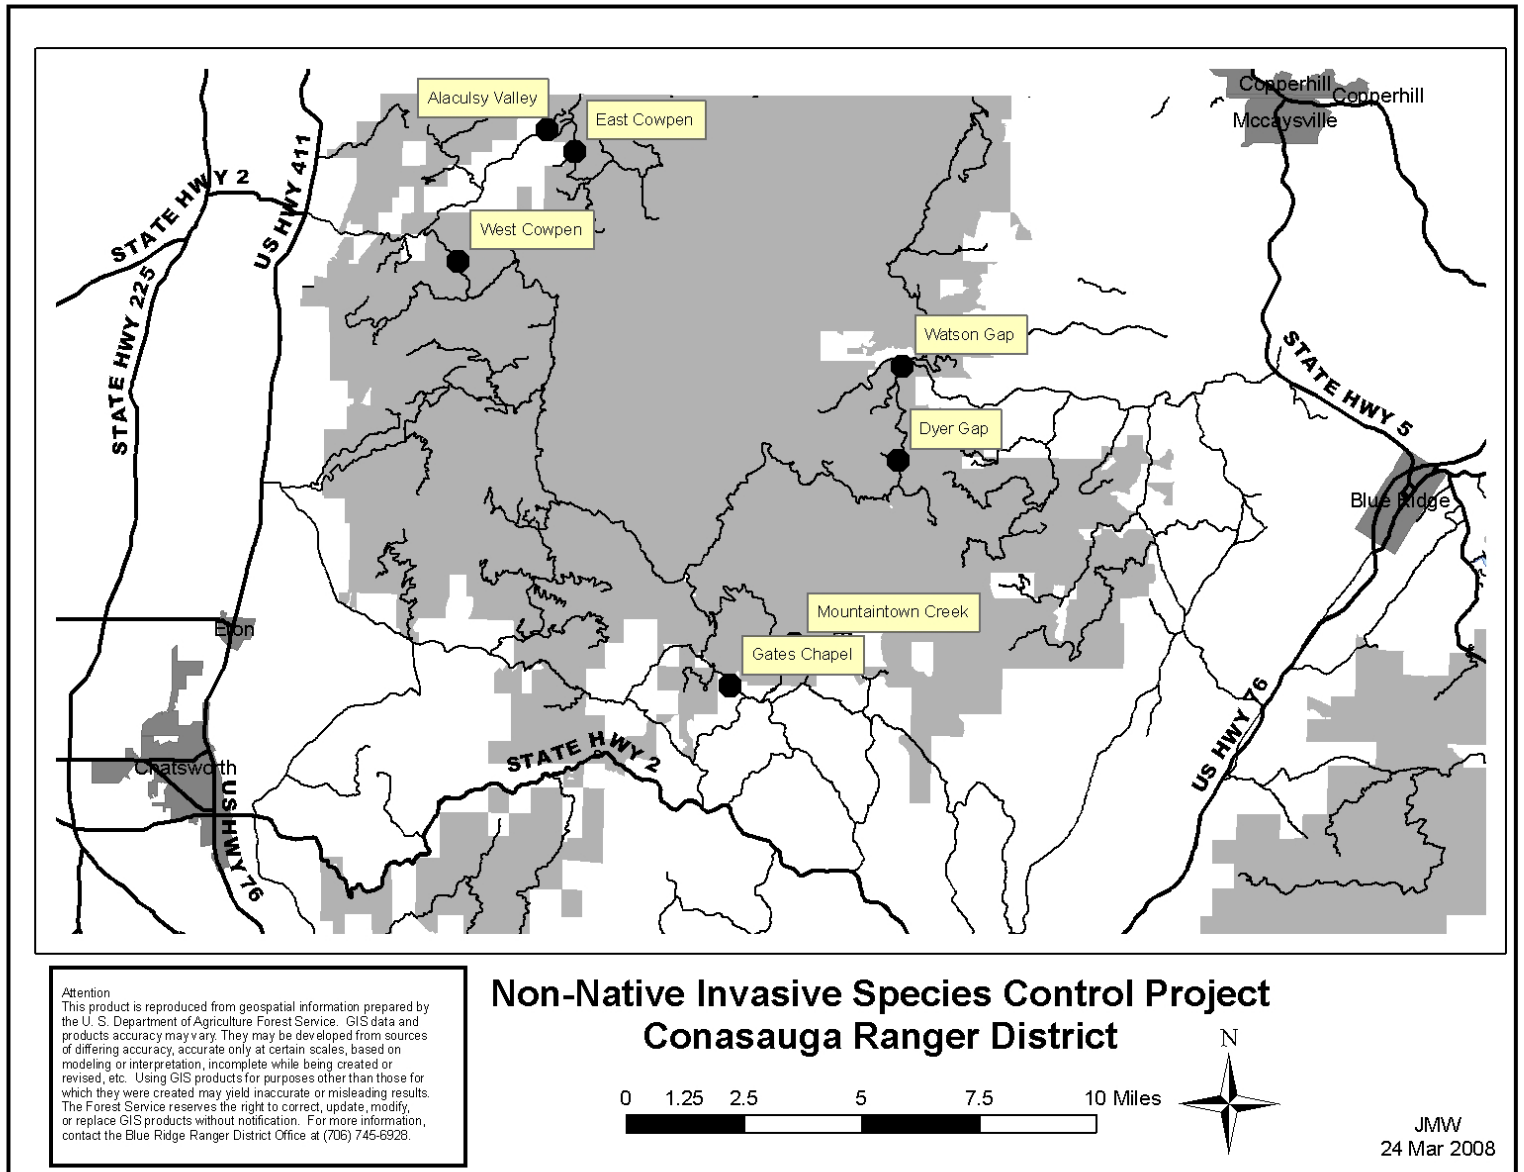 Copperhill
Copperhill
Mccaysville
Alaculsy Valley
East Cowpen
STATE HWY 2
US HWY 411
West Cowpen
STATE HWY 225
Watson Gap
STATE HWY 5
Dyer Gap
Blue Ridge
Mountaintown Creek
Eton
Gates Chapel
US HWY 76
STATE HWY 2
Chatsworth
US HWY 76
Attention
This product is reproduced from geospatial information prepared by
the U. S. Department of Agriculture Forest Service. GIS data and
products accuracy may vary. They may be developed from sources
of differing accuracy, accurate only at certain scales, based on
modeling or interpretation, incomplete while being created or
revised, etc. Using GIS products for purposes other than those for
which they were created may yield inaccurate or misleading results.
The Forest Service reserves the right to correct, update, modify,
or replace GIS products without notification. For more information,
contact the Blue Ridge Ranger District Office at (706) 745-6928.
Non-Native Invasive Species Control Project
Conasauga Ranger District
N
0 1.25 2.5 5 7.5 10 Miles
JMW
24 Mar 2008